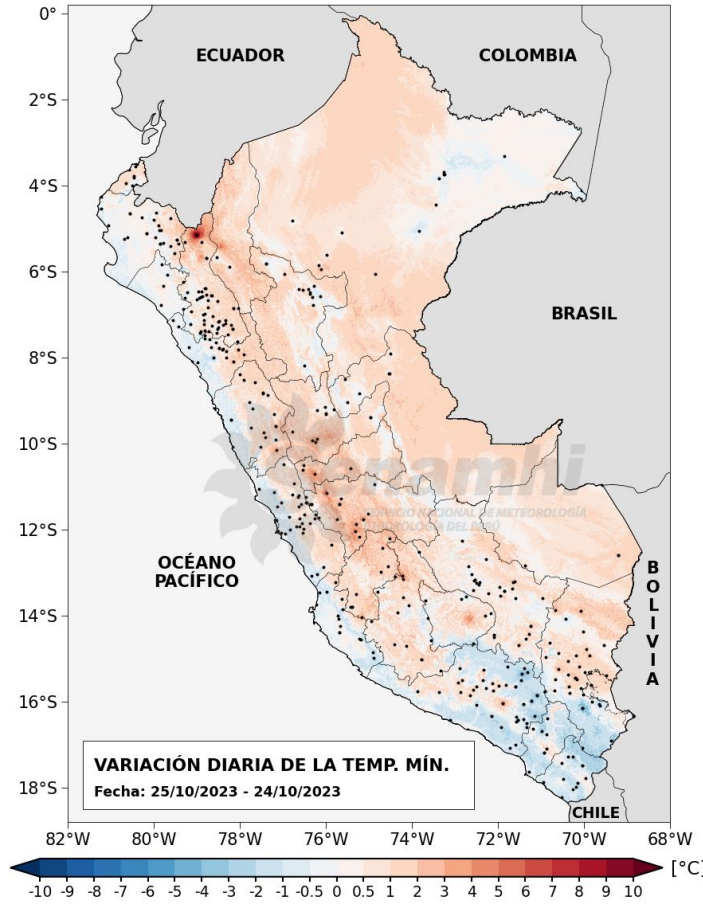 0°
2°S
4°S
6°S
8°S
10°S
12°S
14°S
16°S
18°S
ECUADOR
COLOMBIA
BRASIL
enamhi
SERVICIO NACIONAL DE METEOROLOGÍA
HIDROLOGÍA DEL PERÚ
OCÉANO
PACÍFICO
B
O
L
I
V
I
A
VARIACIÓN DIARIA DE LA TEMP. MÍN.
Fecha: 25/10/2023 - 24/10/2023
CHILE
82°W 80°W 78°W 76°W 74°W 72°W 70°W 68°W
-10 -9 -8 -7 -6 -5 -4 -3 -2 -1 -0.5 0 0.5 1 2 3 4 5 6 7 8 9 10 [°C]